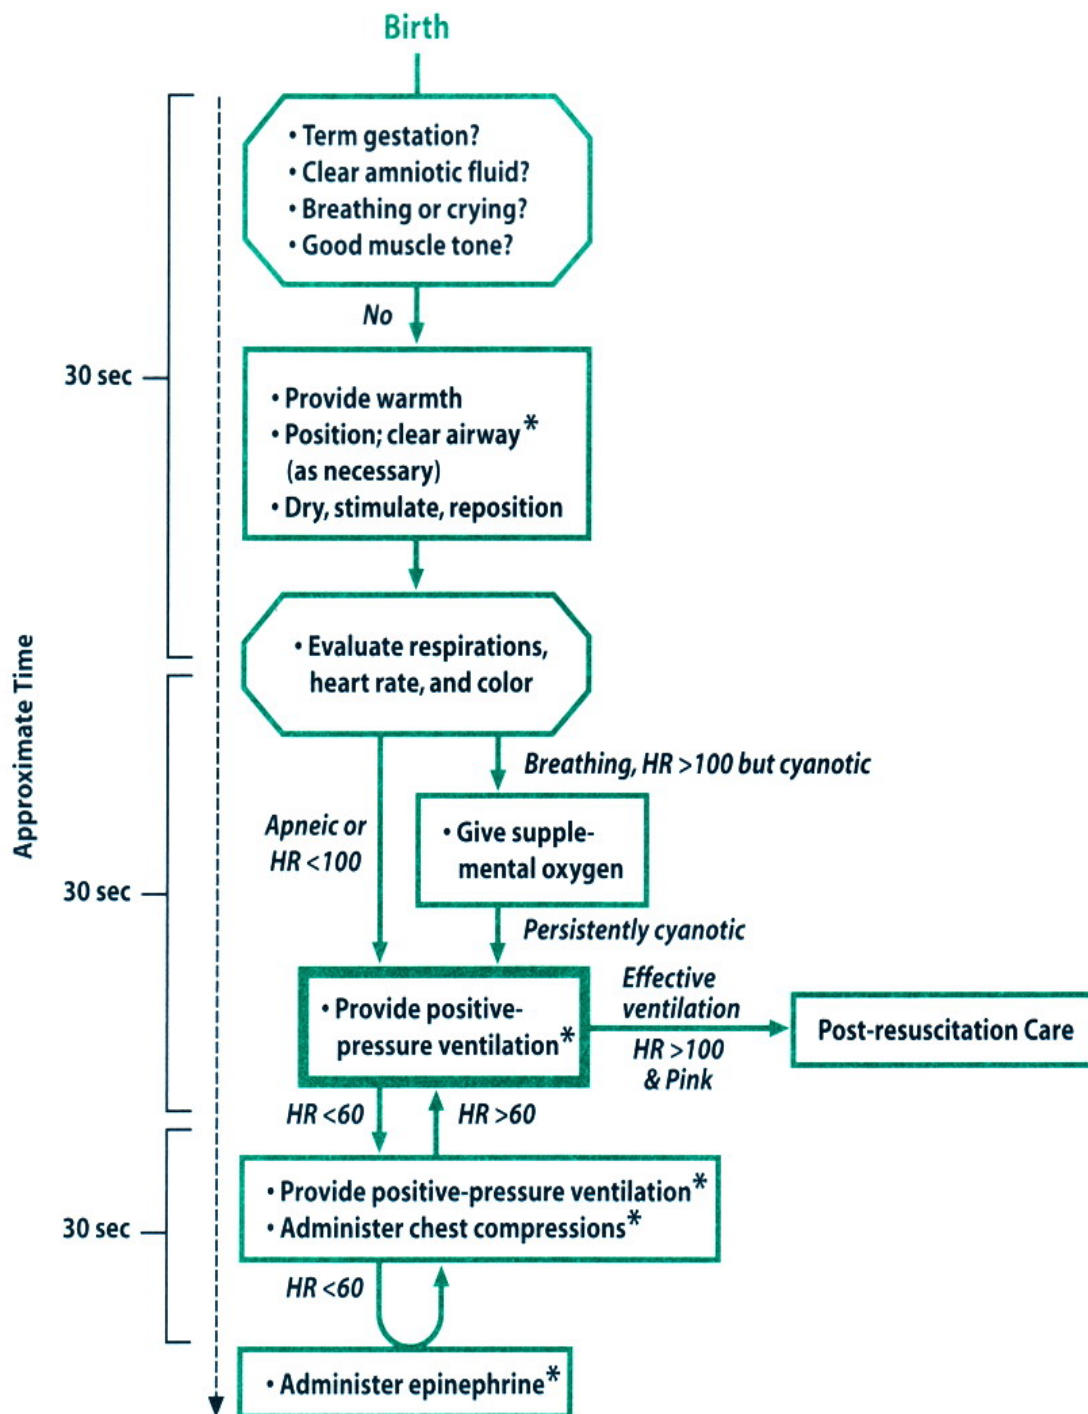 Birth
• Term gestation?
• Clear amniotic fluid?
• Breathing or crying?
• Good muscle tone?
No
30 sec
• Provide warmth
• Position; clear airway*
(as necessary)
• Dry, stimulate, reposition
• Evaluate respirations,
heart rate, and color
Approximate Time
Breathing, HR >100 but cyanotic
Apneic or
HR <100
• Give supple-
mental oxygen
30 sec
Persistently cyanotic
• Provide positive-
pressure ventilation*
Effective
ventilation
HR >100
& Pink
Post-resuscitation Care
HR <60
HR >60
• Provide positive-pressure ventilation*
• Administer chest compressions*
30 sec
HR <60
• Administer epinephrine*